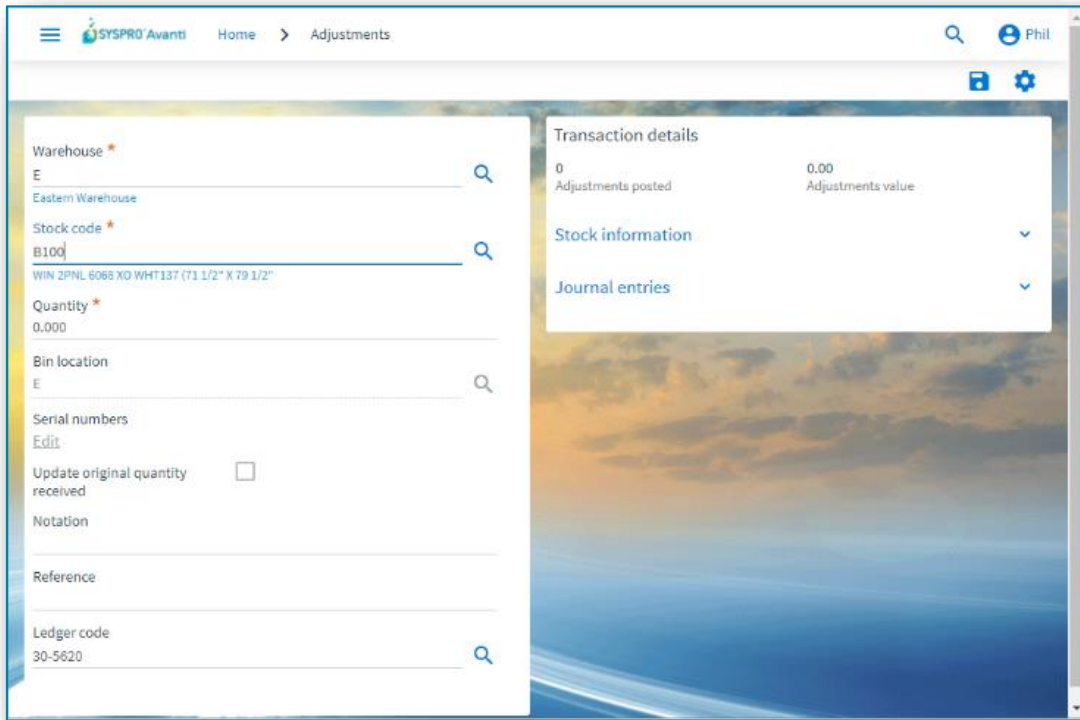 SYSPRO Avanti Home > Adjustments Phil
Warehouse *
E
Eastern Warehouse
Stock code *
B100
WIN 2PNL 6068 XO WHT137 (71 1/2" X 79 1/2"
Quantity *
0.000
Bin location
E
Serial numbers
Edit
Update original quantity
received
Notation
Reference
Ledger code
30-5620
Transaction details
0 0.00
Adjustments posted Adjustments value
Stock information
Journal entries